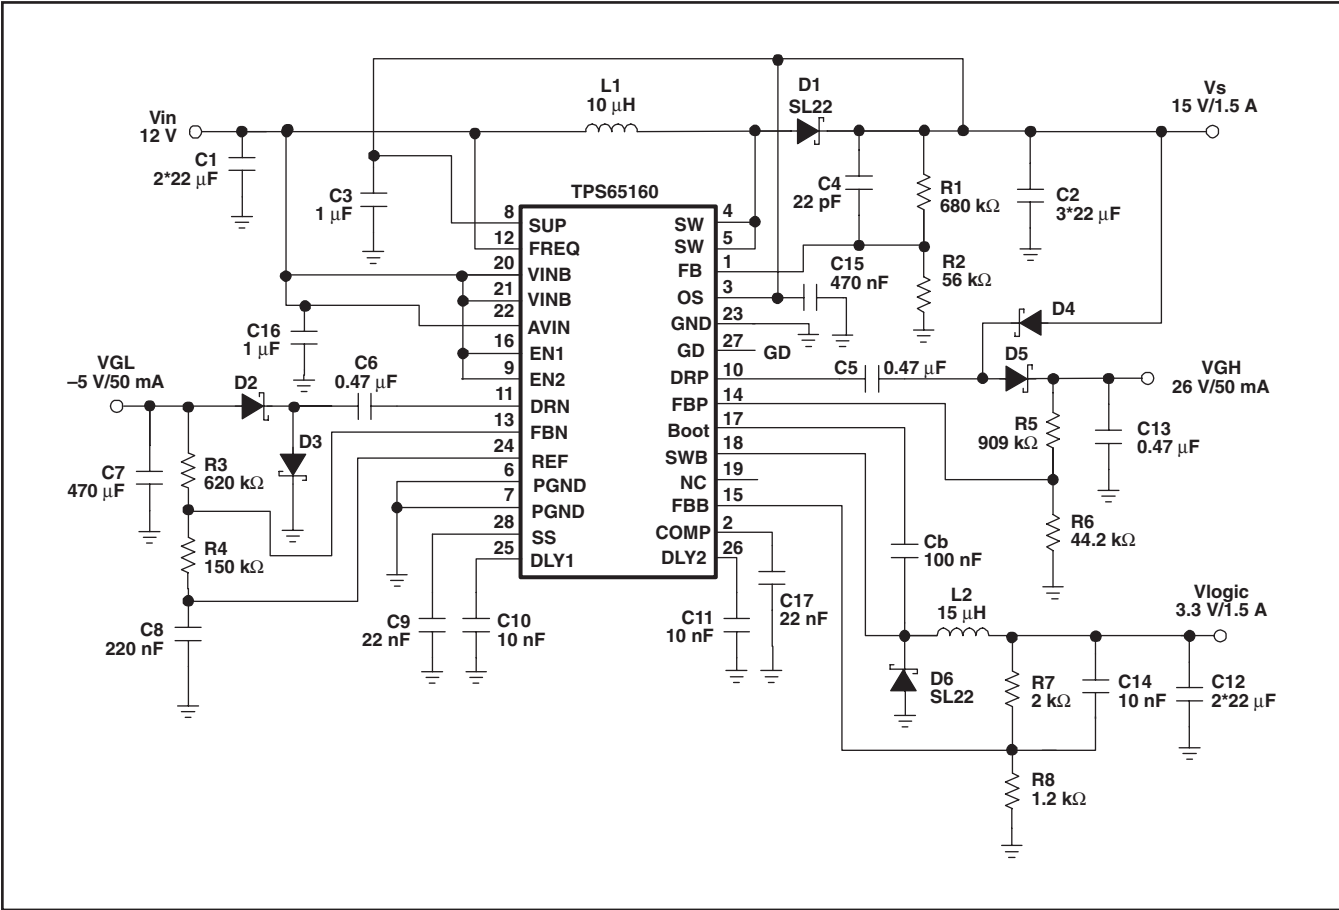 L1
10 μH
D1
SL22
Vs
15 V/1.5 A
Vin
12 V
C1
2*22 μF
C3
1 μF
TPS65160
C4
22 pF
R1
680 kΩ
C2
3*22 μF
8
SUP
12
FREQ
20
VINB
21
VINB
22
AVIN
16
EN1
9
EN2
11
DRN
13
FBN
24
REF
6
PGND
7
PGND
28
SS
25
DLY1
SW
4
SW
5
FB
1
OS
3
GND
23
GD
27
GD
DRP
10
FBP
14
Boot
17
SWB
18
NC
19
FBB
15
COMP
2
DLY2
26
C15
470 nF
R2
56 kΩ
D4
C16
1 μF
VGL
–5 V/50 mA
D2
C6
0.47 μF
C5
0.47 μF
D5
VGH
26 V/50 mA
D3
R5
909 kΩ
C13
0.47 μF
C7
470 μF
R3
620 kΩ
R4
150 kΩ
R6
44.2 kΩ
Cb
100 nF
C8
220 nF
C9
22 nF
C10
10 nF
C11
10 nF
C17
22 nF
L2
15 μH
Vlogic
3.3 V/1.5 A
D6
SL22
R7
2 kΩ
C14
10 nF
C12
2*22 μF
R8
1.2 kΩ